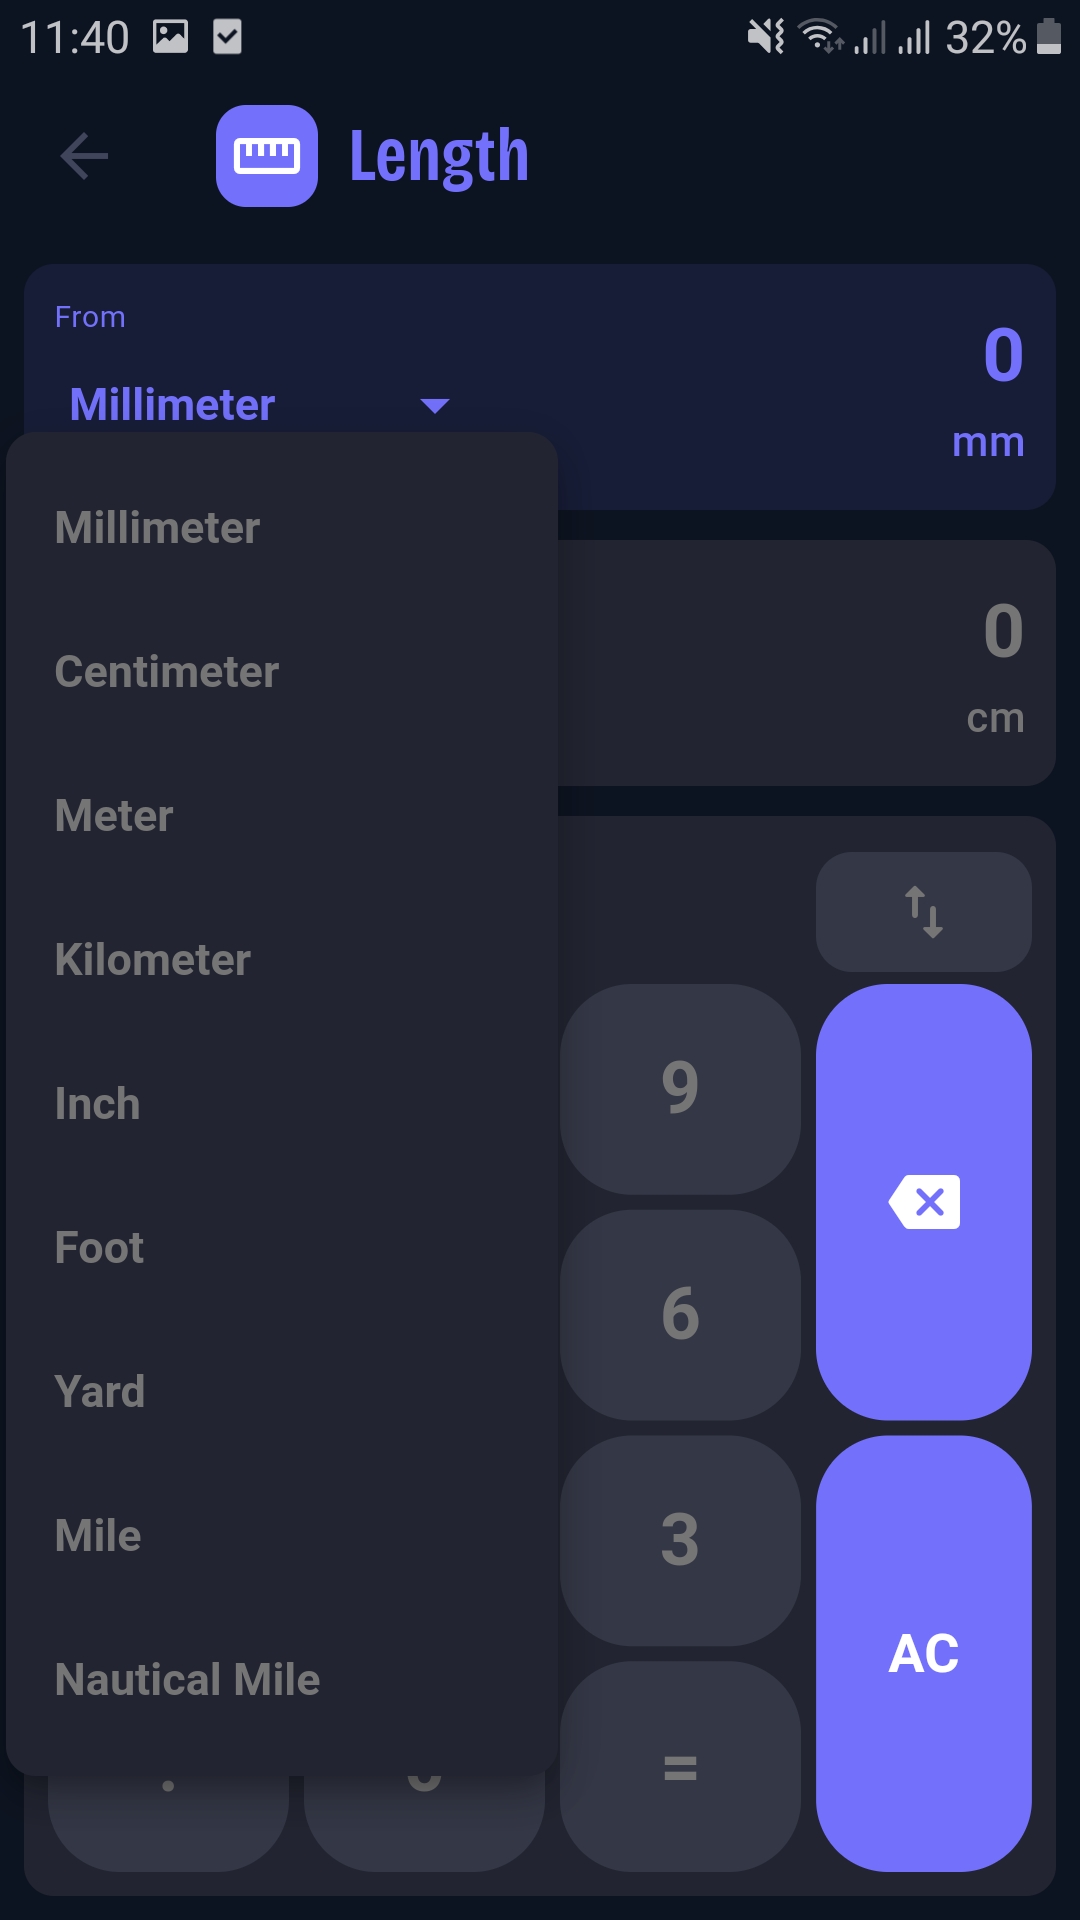 11:40
32%
Length
From
0
Millimeter
mm
Millimeter
Centimeter
0
cm
Meter
Kilometer
Inch
9
Foot
6
Yard
Mile
3
AC
Nautical Mile
=
.